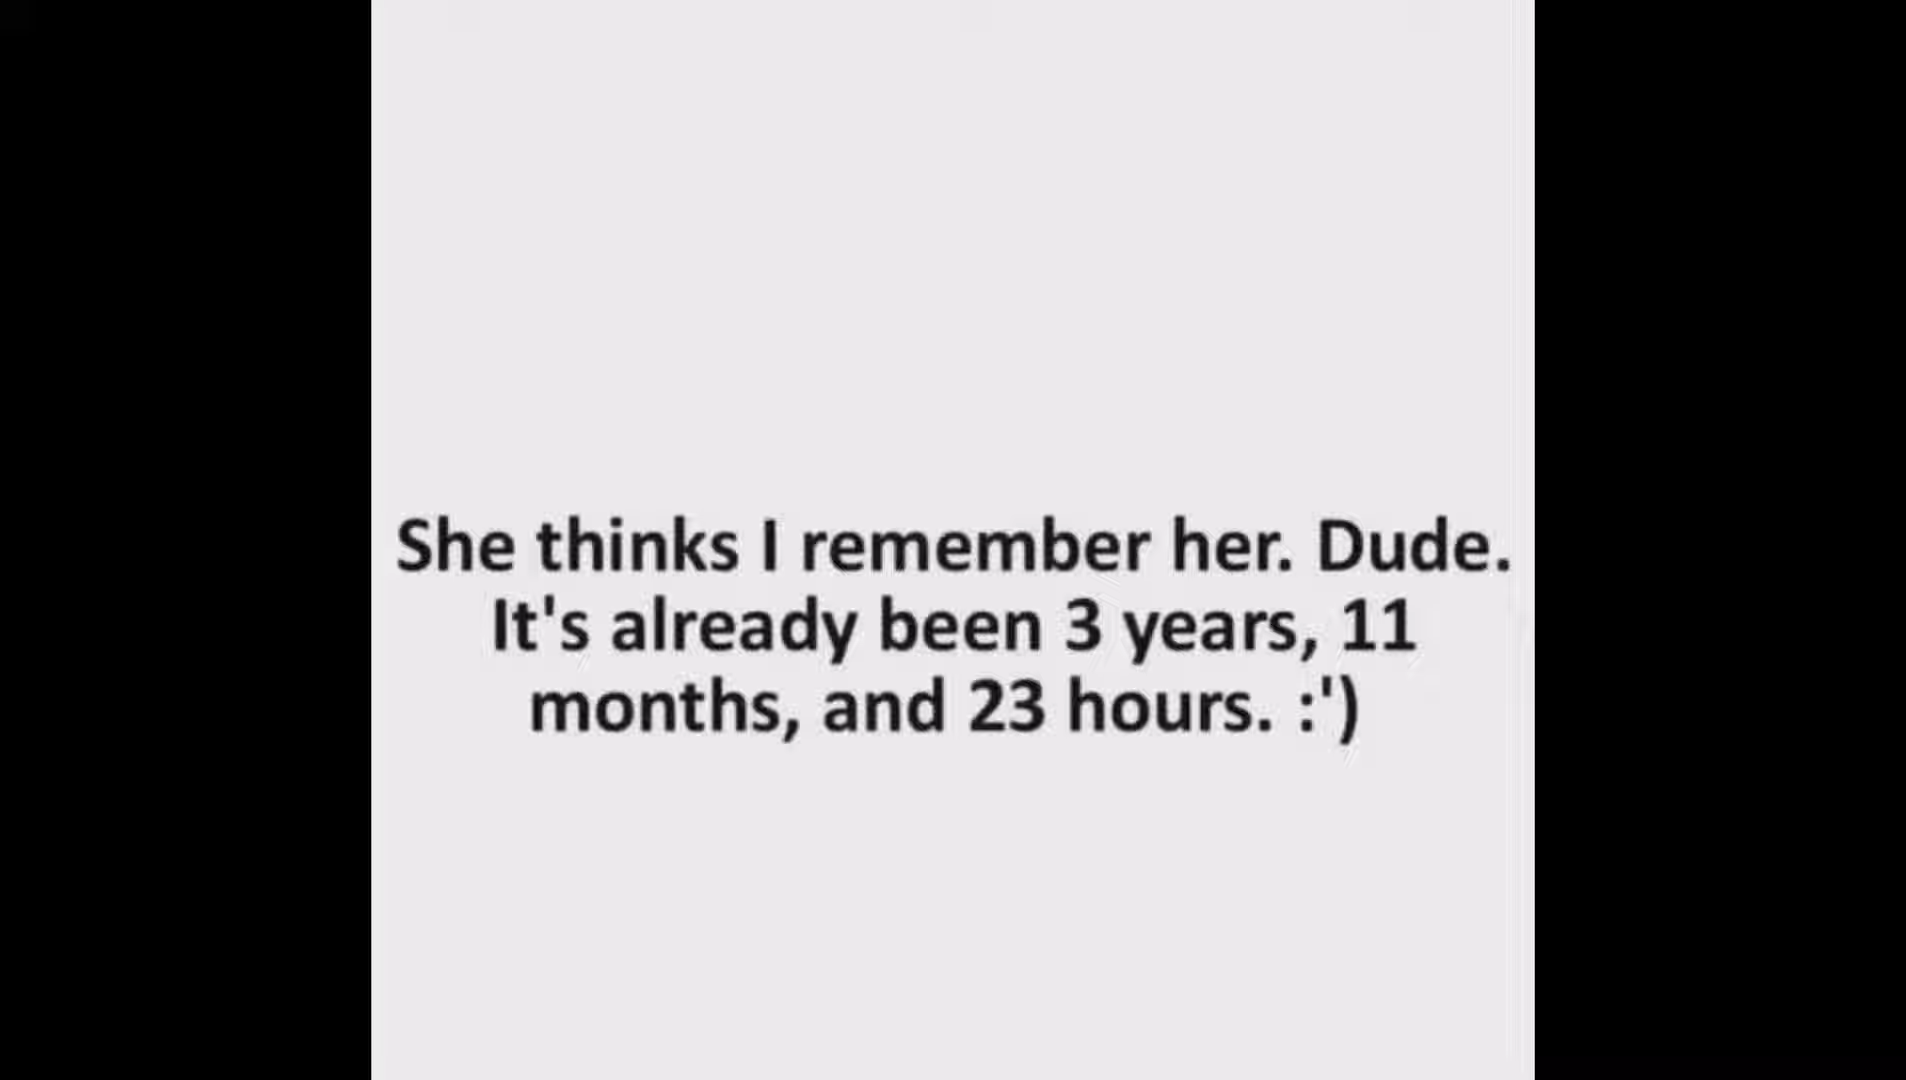 She thinks I remember her. Dude.
It's already been 3 years, 11
months, and 23 hours. :')